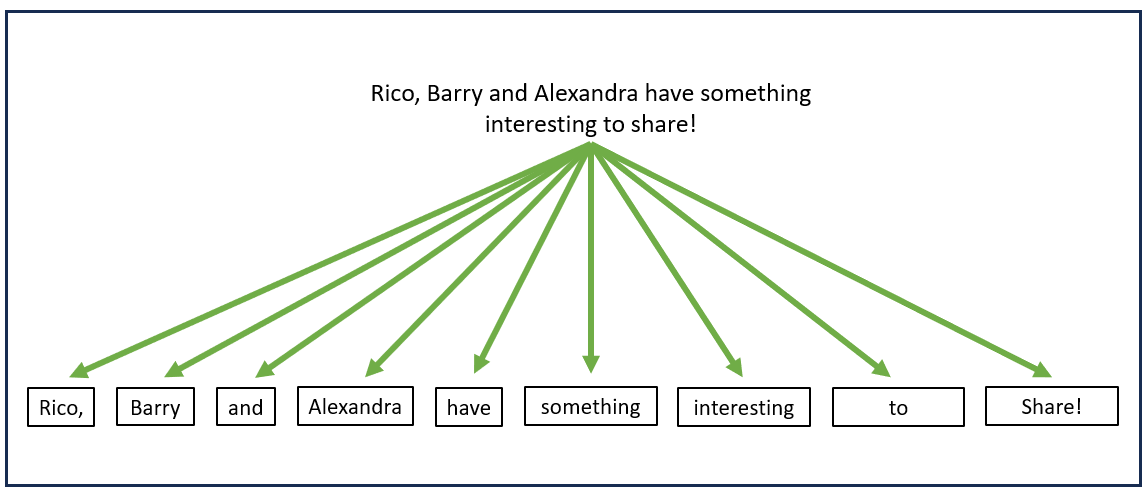 Rico, Barry and Alexandra have something
interesting to share!
Rico, Barry and Alexandra have something interesting to Share!